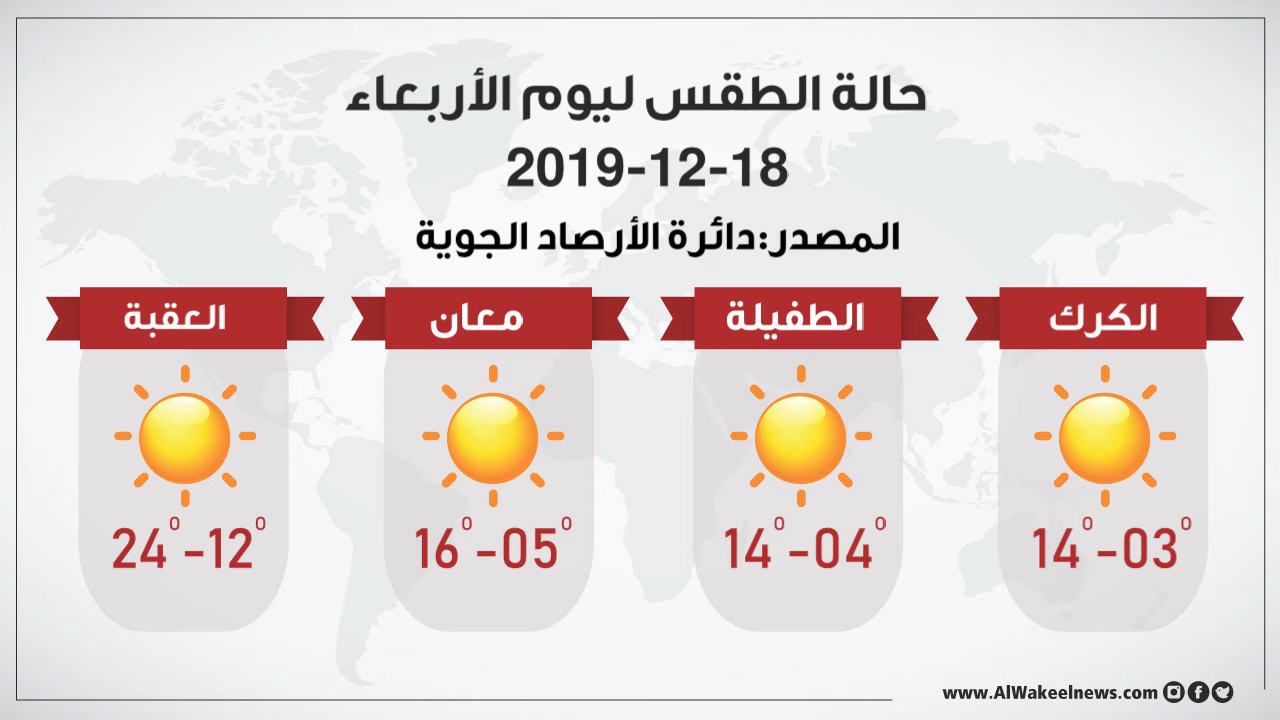 حالة الطقس ليوم الأربعاء
2019-12-18
المصدر:دائرة الأرصاد الجوية
الكرك
الطفيلة
معان
العقبة
14°-03°
14°-04°
16°-05°
24°-12°
www.AlWakeelnews.com